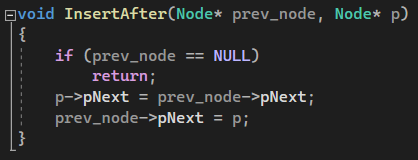 void InsertAfter(Node* prev_node, Node* p)
{
    if (prev_node == NULL)
        return;
    p->pNext = prev_node->pNext;
    prev_node->pNext = p;
}